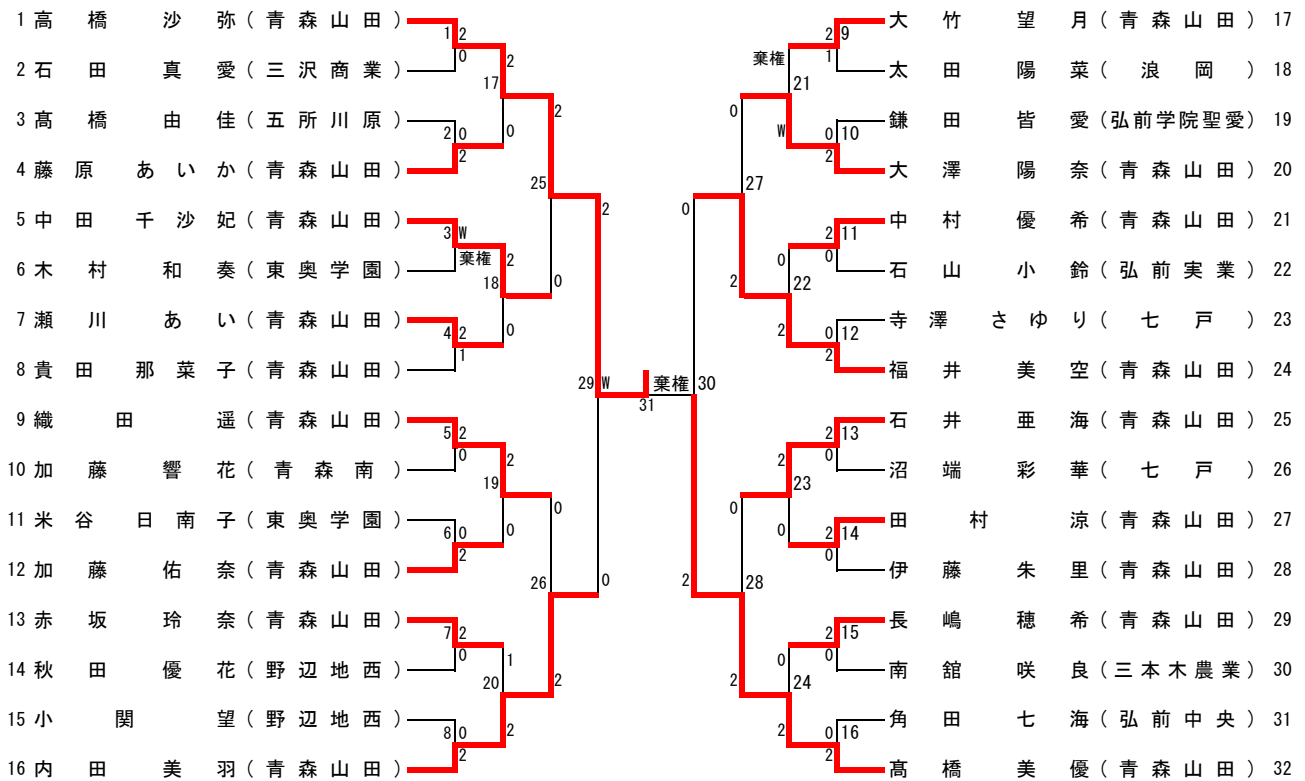 1 高橋沙弥(青森山田)
2 石田真愛(三沢商業)
3 髙橋由佳(五所川原)
4 藤原あいか(青森山田)
5 中田千沙妃(青森山田)
6 木村和奏(東奥学園)
7 瀬川あい(青森山田)
8 貴田那菜子(青森山田)
9 織田遥(青森山田)
10 加藤響花(青森南)
11 米谷日南子(東奥学園)
12 加藤佑奈(青森山田)
13 赤坂玲奈(青森山田)
14 秋田優花(野辺地西)
15 小関望(野辺地西)
16 内田美羽(青森山田)
1 2
0
2 0
2
3 W
棄権
4 2
1
5 2
0
6 0
2
7 2
0
8 0
2
17 2
0
18 2
0
19 2
0
20 1
2
25 2
0
26 0
2
29 2
0
W 棄権
31
30 0
2
27 0
2
28 0
2
21 棄権
W
22 0
2
23 2
0
24 0
2
2 9
1
0 10
2
2 11
0
0 12
2
2 13
0
2 14
0
2 15
0
0 16
2
大竹望月(青森山田) 17
太田陽菜(浪岡) 18
鎌田皆愛(弘前学院聖愛) 19
大澤陽奈(青森山田) 20
中村優希(青森山田) 21
石山小鈴(弘前実業) 22
寺澤さゆり(七戸) 23
福井美空(青森山田) 24
石井亜海(青森山田) 25
沼端彩華(七戸) 26
田村涼(青森山田) 27
伊藤朱里(青森山田) 28
長嶋穂希(青森山田) 29
南舘咲良(三本木農業) 30
角田七海(弘前中央) 31
髙橋美優(青森山田) 32